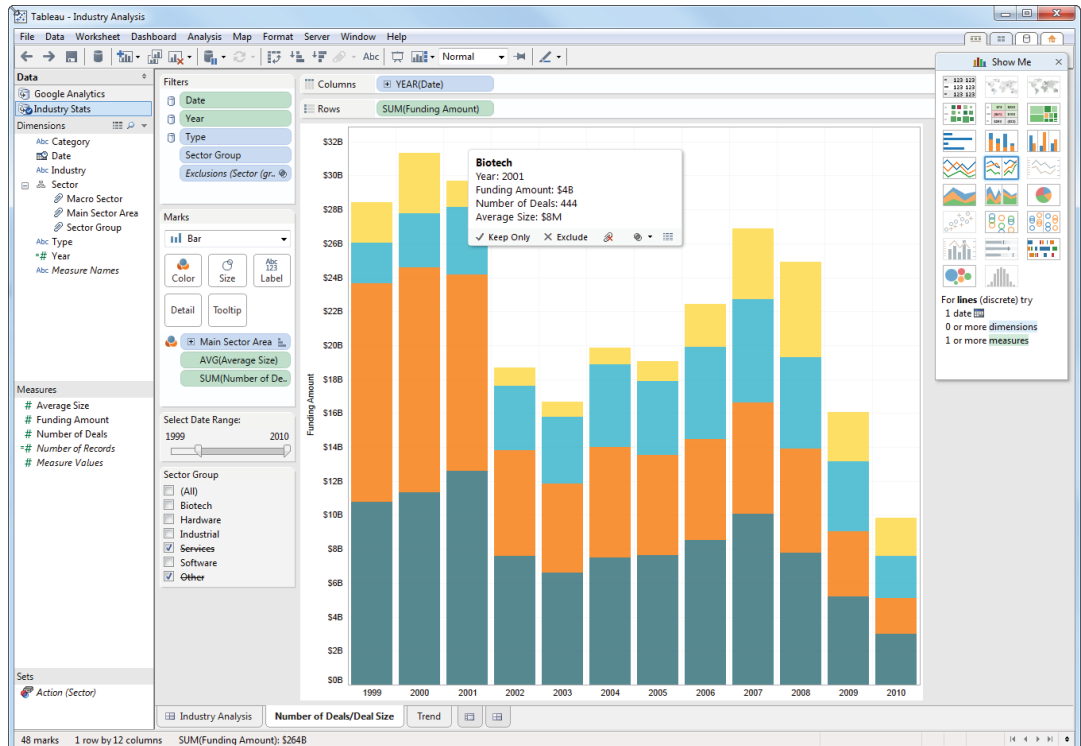 Tableau - Industry Analysis
File Data Worksheet Dashboard Analysis Map Format Server Window Help
Abc Normal
Data
Google Analytics
Industry Stats
Dimensions
Abc Category
Date
Abc Industry
Sector
Macro Sector
Main Sector Area
Sector Group
Abc Type
=# Year
Abc Measure Names
Measures
# Average Size
# Funding Amount
# Number of Deals
=# Number of Records
# Measure Values
Sets
Action (Sector)
Filters
Date
Year
Type
Sector Group
Exclusions (Sector (gr..
Marks
Bar
Abc
123
Color Size Label
Detail Tooltip
Main Sector Area
AVG(Average Size)
SUM(Number of De..
Select Date Range:
1999 2010
Sector Group
(All)
Biotech
Hardware
Industrial
Services
Software
Other
Columns YEAR(Date)
Rows SUM(Funding Amount)
Funding Amount
$32B
$30B
$28B
$26B
$24B
$22B
$20B
$18B
$16B
$14B
$12B
$10B
$8B
$6B
$4B
$2B
$0B
Biotech
Year: 2001
Funding Amount: $4B
Number of Deals: 444
Average Size: $8M
Keep Only Exclude
1999 2000 2001 2002 2003 2004 2005 2006 2007 2008 2009 2010
Show Me
For lines (discrete) try
1 date
0 or more dimensions
1 or more measures
Industry Analysis Number of Deals/Deal Size Trend
48 marks 1 row by 12 columns SUM(Funding Amount): $264B